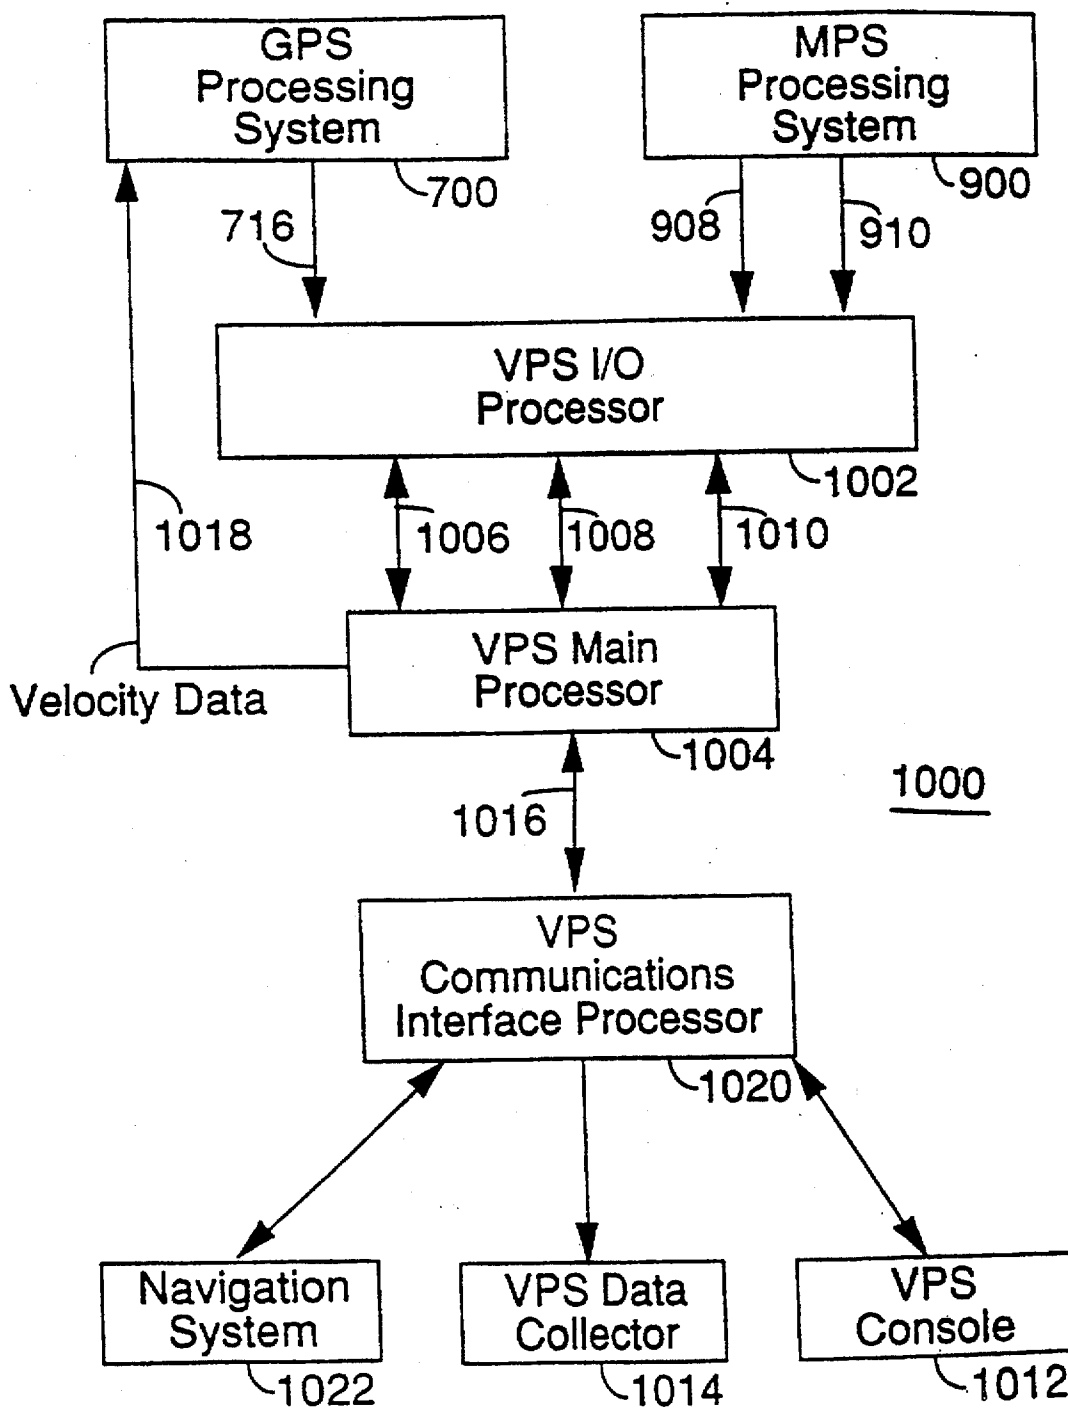 GPS
Processing
System
700
MPS
Processing
System
900
716
908
910
VPS I/O
Processor
1002
1018
1006
1008
1010
VPS Main
Processor
Velocity Data
1004
1000
1016
VPS
Communications
Interface Processor
1020
Navigation
System
1022
VPS Data
Collector
1014
VPS
Console
1012